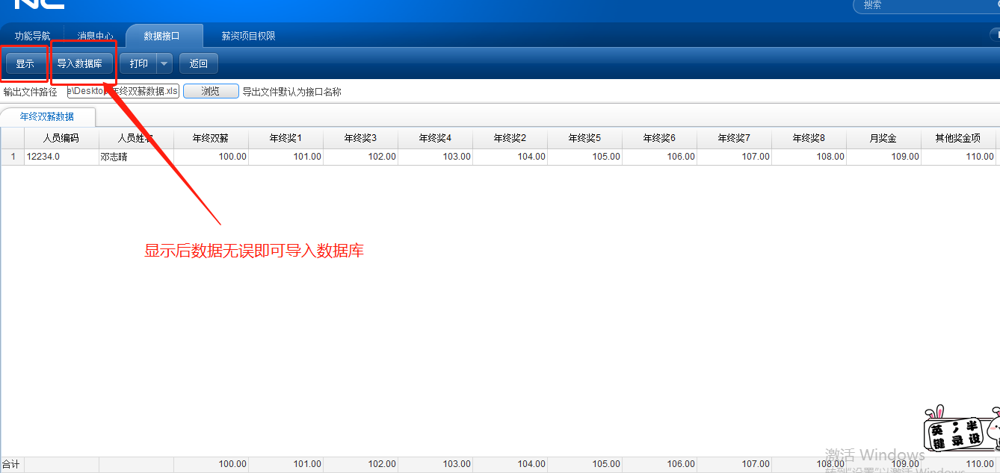 NC
搜索
功能导航 消息中心 数据接口 薪资项目权限
显示 导入数据库 打印 返回
输出文件路径 e\Desktop\年终双薪数据.xls 浏览 导出文件默认为接口名称
年终双薪数据
人员编码 人员姓名 年终双薪 年终奖1 年终奖3 年终奖4 年终奖2 年终奖5 年终奖6 年终奖7 年终奖8 月奖金 其他奖金项
1 12234.0 邓志晴 100.00 101.00 102.00 103.00 104.00 105.00 106.00 107.00 108.00 109.00 110.00
显示后数据无误即可导入数据库
英 ; 半
键 录 设
激活 Windows
合计 100.00 101.00 102.00 103.00 104.00 105.00 106.00 107.00 108.00 109.00 110.00
转到"设置"以激活 Windows